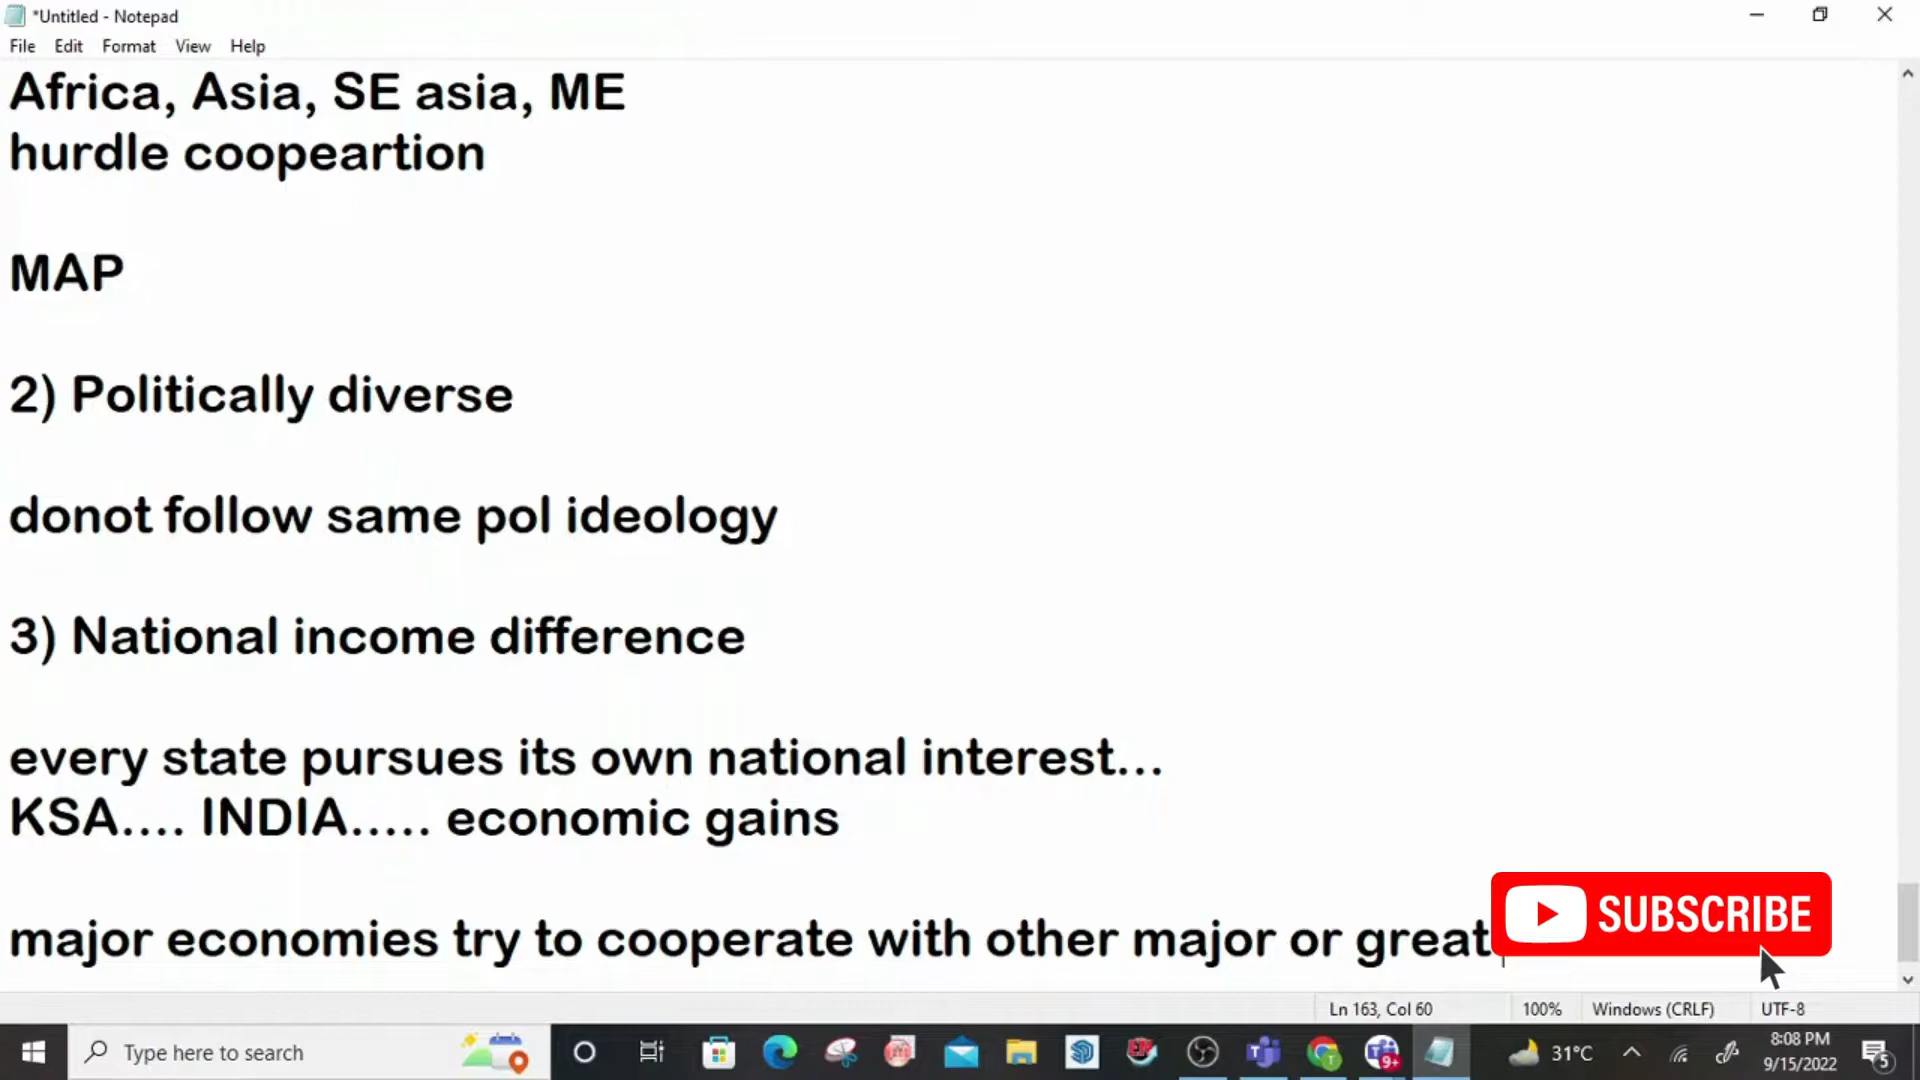 *Untitled - Notepad
File Edit Format View Help
Africa, Asia, SE asia, ME
hurdle coopeartion
MAP
2) Politically diverse
donot follow same pol ideology
3) National income difference
every state pursues its own national interest...
KSA.... INDIA..... economic gains
major economies try to cooperate with other major or great
SUBSCRIBE
Ln 163, Col 60 100% Windows (CRLF) UTF-8
Type here to search
9+
31°C
8:08 PM
9/15/2022
5